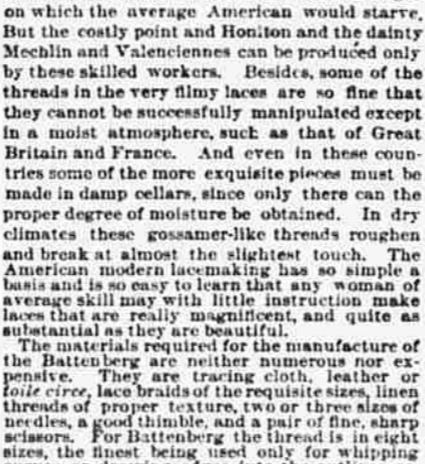 on which the average American would starve.
But the costly point and Honiton and the dainty
Mechlin and Valenciennes can be produced only
by these skilled workers. Besides, some of the
threads in the very filmy laces are so fine that
they cannot be successfully manipulated except
in a moist atmosphere, such as that of Great
Britain and France. And even in these coun-
tries some of the more exquisite pieces must be
made in damp cellars, since only there can the
proper degree of moisture be obtained. In dry
climates these gossamer-like threads roughen
and break at almost the slightest touch. The
American modern lacemaking has so simple a
basis and is so easy to learn that any woman of
average skill may with little instruction make
laces that are really magnificent, and quite as
substantial as they are beautiful.
The materials required for the manufacture of
the Battenberg are neither numerous nor ex-
pensive. They are tracing cloth, leather or
toile circe, lace braids of the requisite sizes, linen
threads of proper texture, two or three sizes of
needles, a good thimble, and a pair of fine, sharp
scissors. For Battenberg the thread is in eight
sizes, the finest being used only for whipping